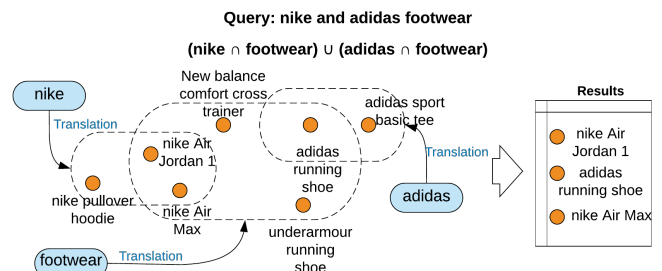 Query: nike and adidas footwear
(nike ∩ footwear) ∪ (adidas ∩ footwear)
nike
Translation
New balance
comfort cross
trainer
adidas sport
basic tee
nike Air
Jordan 1
adidas
running
shoe
nike pullover
hoodie
nike Air
Max
underarmour
running
shoe
footwear
Translation
Translation
adidas
Results
nike Air
Jordan 1
adidas
running shoe
nike Air Max